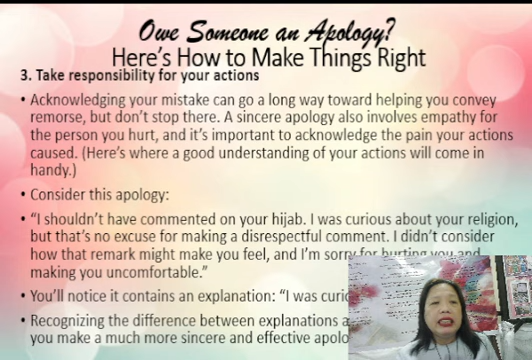 Owe Someone an Apology?
Here's How to Make Things Right
3. Take responsibility for your actions
• Acknowledging your mistake can go a long way toward helping you convey
remorse, but don't stop there. A sincere apology also involves empathy for
the person you hurt, and it's important to acknowledge the pain your actions
caused. (Here's where a good understanding of your actions will come in
handy.)
• Consider this apology:
• "I shouldn't have commented on your hijab. I was curious about your religion,
but that's no excuse for making a disrespectful comment. I didn't consider
how that remark might make you feel, and I'm sorry for hurting you and
making you uncomfortable."
• You'll notice it contains an explanation: "I was curi
• Recognizing the difference between explanations a
you make a much more sincere and effective apolo